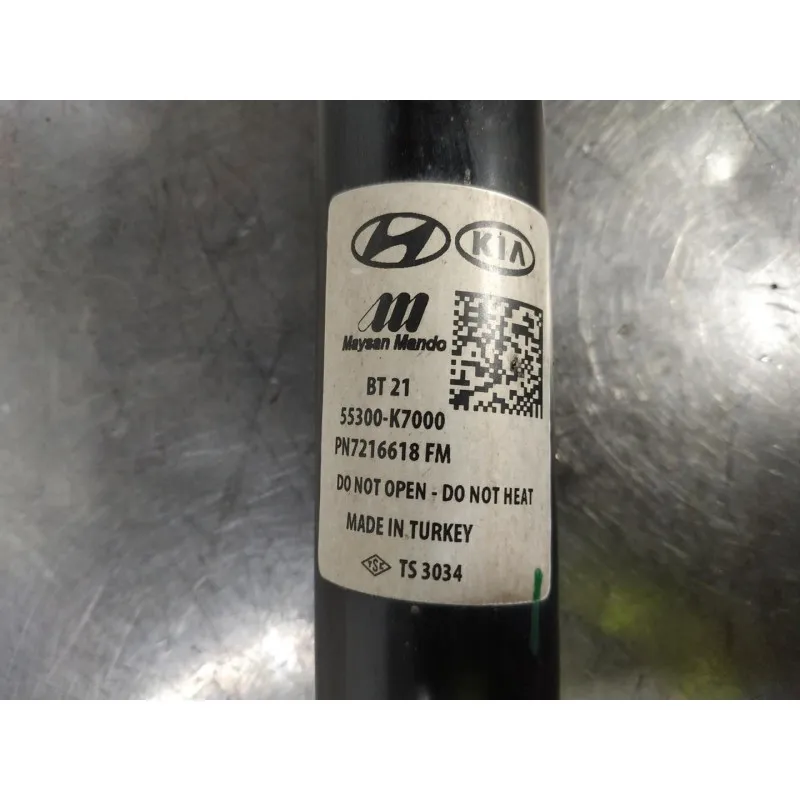 KIA
Maysan Mando
BT 21
55300-K7000
PN7216618 FM
DO NOT OPEN - DO NOT HEAT
MADE IN TURKEY
TSE TS 3034